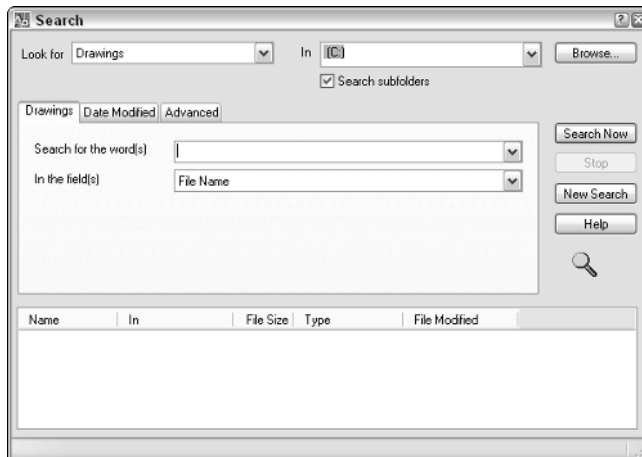 Search
Look for Drawings In (C:) Browse...
Search subfolders
Drawings Date Modified Advanced
Search for the word(s)
In the field(s) File Name
Search Now
Stop
New Search
Help
Name In File Size Type File Modified